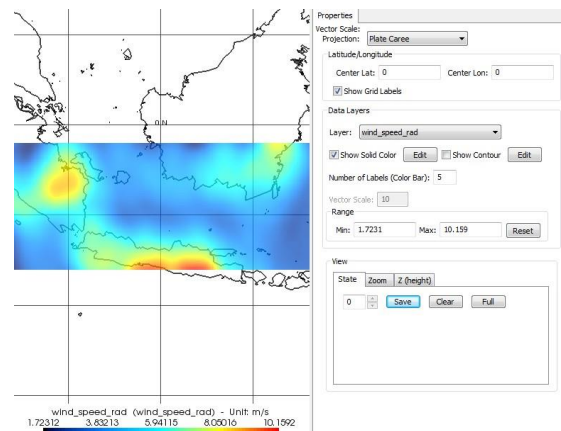 Properties
Vector Scale:
Projection: Plate Caree
Latitude/Longitude
Center Lat: 0 Center Lon: 0
Show Grid Labels
Data Layers
Layer: wind_speed_rad
Show Solid Color Edit Show Contour Edit
Number of Labels (Color Bar): 5
Vector Scale: 10
Range
Min: 1.7231 Max: 10.159 Reset
View
State Zoom Z (height)
0 Save Clear Full
0 N
wind_speed_rad (wind_speed_rad) - Unit: m/s
1.72312 3.83213 5.94115 8.05016 10.1592